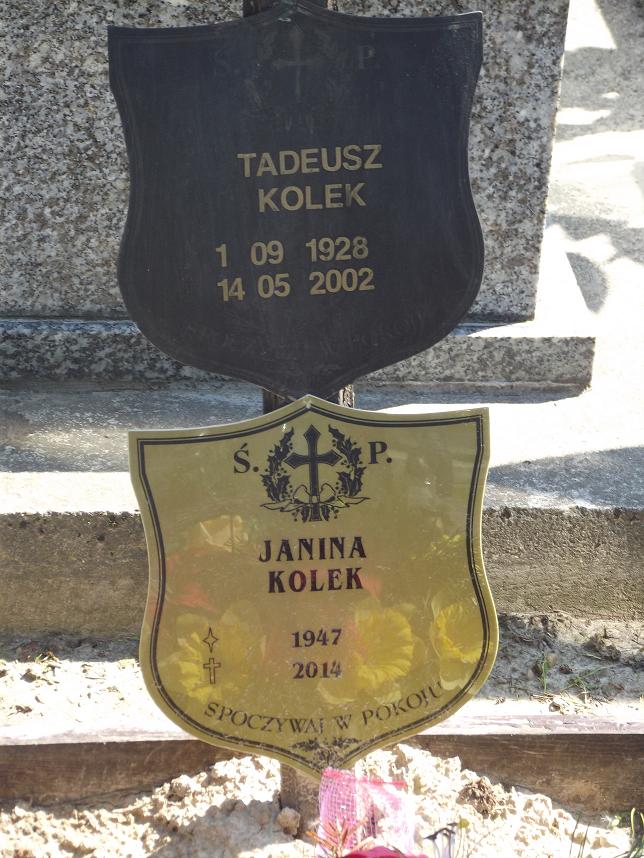 Ś. P.
TADEUSZ
KOLEK
1 09 1928
14 05 2002
Ś. P.
JANINA
KOLEK
1947
2014
SPOCZYWAJ W POKOJU